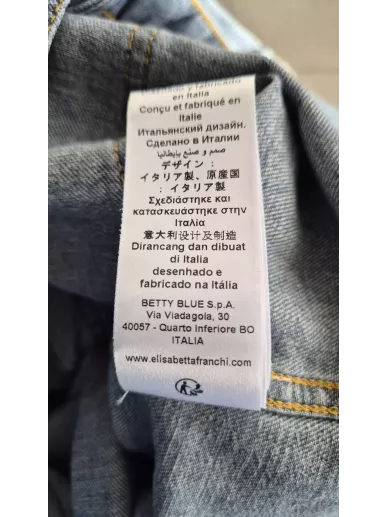 y fabricado
en Italia
Conçu et fabriqué en
Italie
Итальянский дизайн.
Сделано в Италии
صمم و صنع بإيطاليا
デザイン：
イタリア製、原産国
：イタリア製
Σχεδιάστηκε και
κατασκευάστηκε στην
Ιταλία
意大利设计及制造
Dirancang dan dibuat
di Italia
desenhado e
fabricado na Itália
BETTY BLUE S.p.A.
Via Viadagola, 30
40057 - Quarto Inferiore BO
ITALIA
www.elisabettafranchi.com